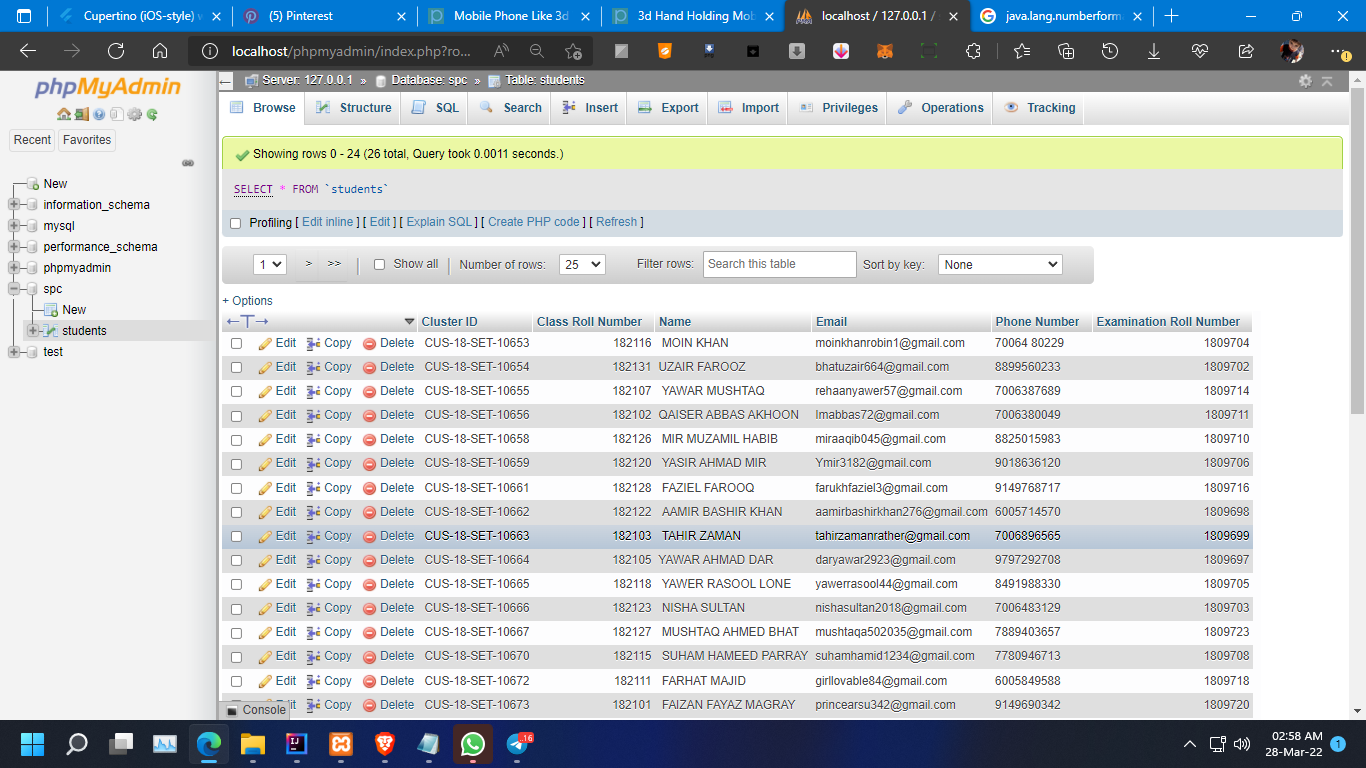 Cupertino (iOS-style) w
(5) Pinterest
Mobile Phone Like 3d
3d Hand Holding Mob
localhost / 127.0.0.1 /
java.lang.numberform
localhost/phpmyadmin/index.php?ro...
phpMyAdmin
Recent Favorites
New
information_schema
mysql
performance_schema
phpmyadmin
spc
New
students
test
Server: 127.0.0.1 » Database: spc » Table: students
Browse Structure SQL Search Insert Export Import Privileges Operations Tracking
Showing rows 0 - 24 (26 total, Query took 0.0011 seconds.)
SELECT * FROM `students`
Profiling [ Edit inline ] [ Edit ] [ Explain SQL ] [ Create PHP code ] [ Refresh ]
1 > >> Show all Number of rows: 25 Filter rows: Search this table Sort by key: None
+ Options
←T→ Cluster ID Class Roll Number Name Email Phone Number Examination Roll Number
Edit Copy Delete CUS-18-SET-10653 182116 MOIN KHAN moinkhanrobin1@gmail.com 70064 80229 1809704
Edit Copy Delete CUS-18-SET-10654 182131 UZAIR FAROOZ bhatuzair664@gmail.com 8899560233 1809702
Edit Copy Delete CUS-18-SET-10655 182107 YAWAR MUSHTAQ rehaanyawer57@gmail.com 7006387689 1809714
Edit Copy Delete CUS-18-SET-10656 182102 QAISER ABBAS AKHOON lmabbas72@gmail.com 7006380049 1809711
Edit Copy Delete CUS-18-SET-10658 182126 MIR MUZAMIL HABIB miraaqib045@gmail.com 8825015983 1809710
Edit Copy Delete CUS-18-SET-10659 182120 YASIR AHMAD MIR Ymir3182@gmail.com 9018636120 1809706
Edit Copy Delete CUS-18-SET-10661 182128 FAZIEL FAROOQ farukhfaziel3@gmail.com 9149768717 1809716
Edit Copy Delete CUS-18-SET-10662 182122 AAMIR BASHIR KHAN aamirbashirkhan276@gmail.com 6005714570 1809698
Edit Copy Delete CUS-18-SET-10663 182103 TAHIR ZAMAN tahirzamanrather@gmail.com 7006896565 1809699
Edit Copy Delete CUS-18-SET-10664 182105 YAWAR AHMAD DAR daryawar2923@gmail.com 9797292708 1809697
Edit Copy Delete CUS-18-SET-10665 182118 YAWER RASOOL LONE yawerrasool44@gmail.com 8491988330 1809705
Edit Copy Delete CUS-18-SET-10666 182123 NISHA SULTAN nishasultan2018@gmail.com 7006483129 1809703
Edit Copy Delete CUS-18-SET-10667 182127 MUSHTAQ AHMED BHAT mushtaqa502035@gmail.com 7889403657 1809723
Edit Copy Delete CUS-18-SET-10670 182115 SUHAM HAMEED PARRAY suhamhamid1234@gmail.com 7780946713 1809708
Edit Copy Delete CUS-18-SET-10672 182111 FARHAT MAJID girllovable84@gmail.com 6005849588 1809718
Copy Delete CUS-18-SET-10673 182101 FAIZAN FAYAZ MAGRAY princearsu342@gmail.com 9149690342 1809720
Console
16
02:58 AM
28-Mar-22
1